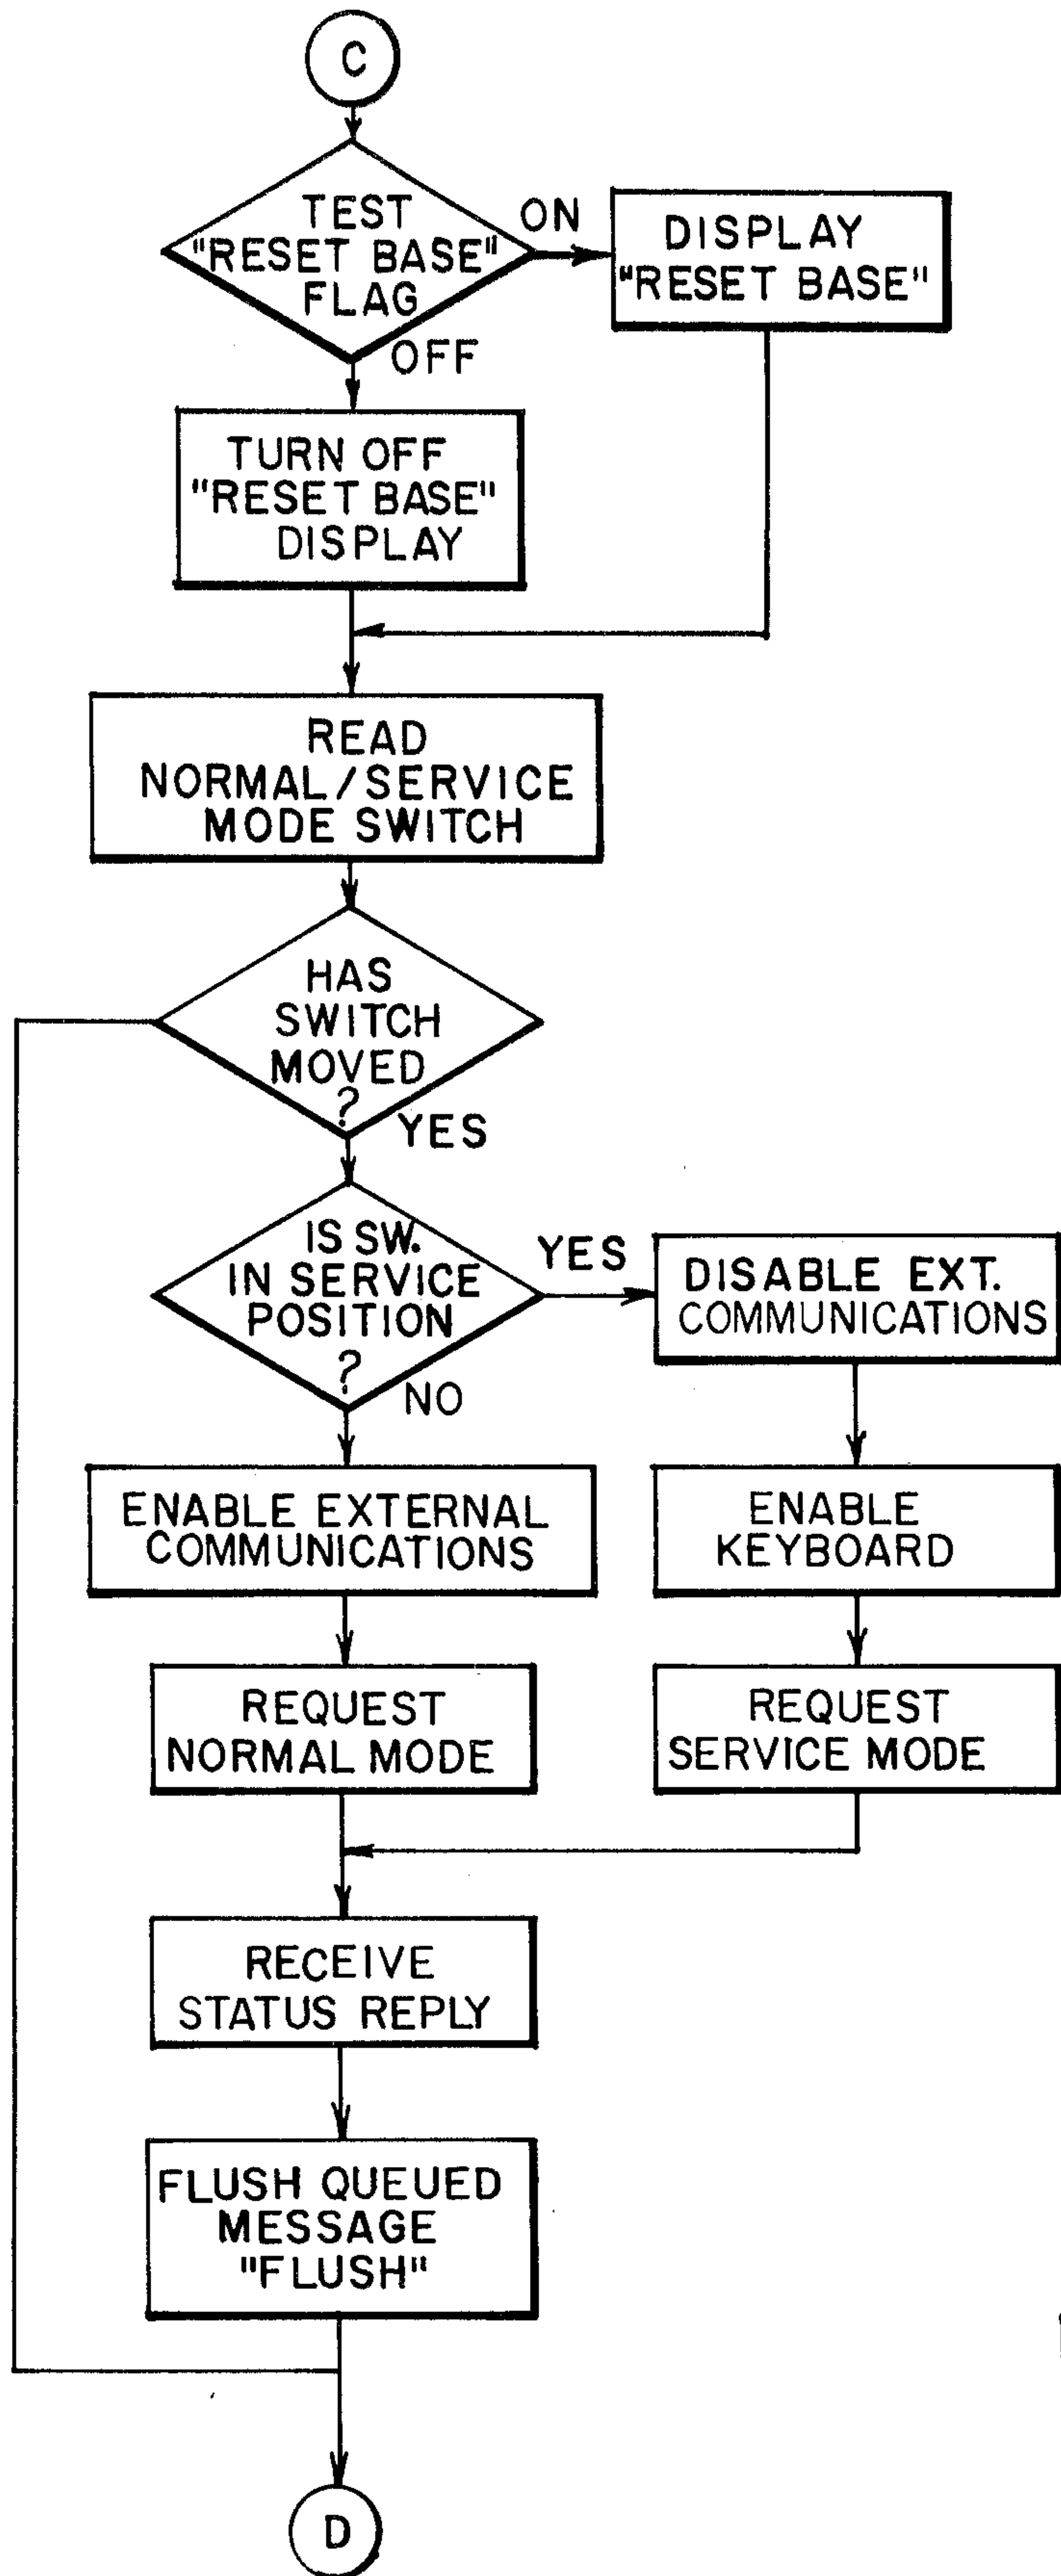 C
TEST
"RESET BASE"
FLAG
ON
DISPLAY
"RESET BASE"
OFF
TURN OFF
"RESET BASE"
DISPLAY
READ
NORMAL/SERVICE
MODE SWITCH
HAS
SWITCH
MOVED
?
YES
IS SW.
IN SERVICE
POSITION
?
YES
DISABLE EXT.
COMMUNICATIONS
NO
ENABLE EXTERNAL
COMMUNICATIONS
ENABLE
KEYBOARD
REQUEST
NORMAL MODE
REQUEST
SERVICE MODE
RECEIVE
STATUS REPLY
FLUSH QUEUED
MESSAGE
"FLUSH"
D